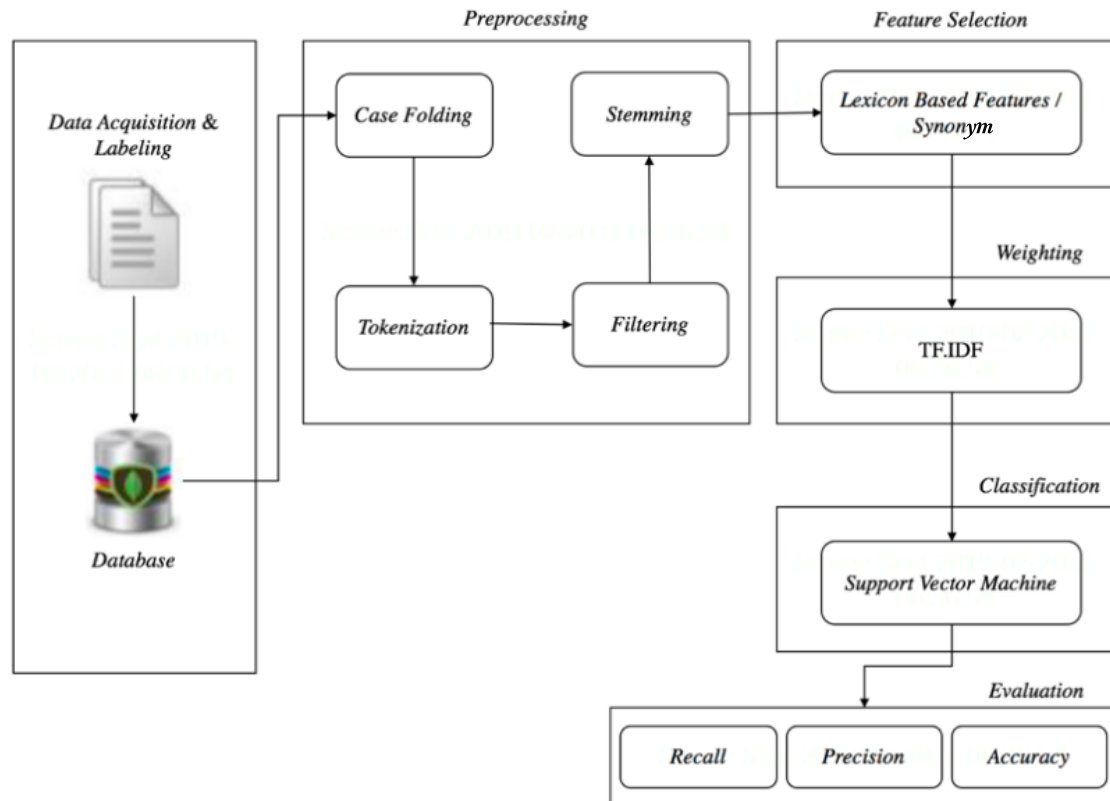 Preprocessing
Feature Selection
Data Acquisition &
Labeling
Database
Case Folding
Stemming
Tokenization
Filtering
Lexicon Based Features /
Synonym
Weighting
TF.IDF
Classification
Support Vector Machine
Evaluation
Recall
Precision
Accuracy